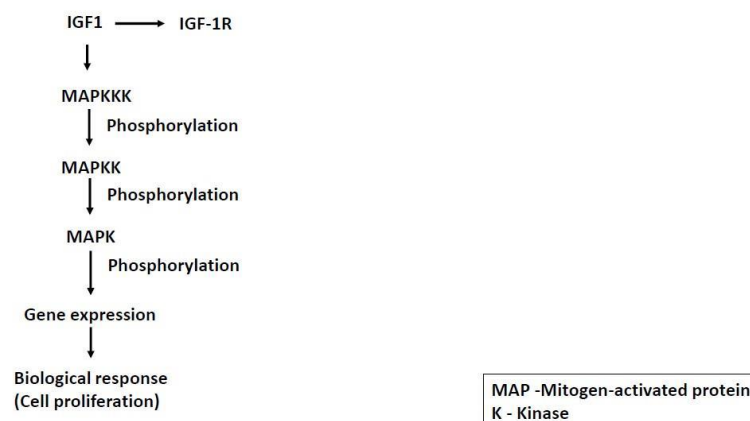 IGF1 IGF-1R
MAPKKK
Phosphorylation
MAPKK
Phosphorylation
MAPK
Phosphorylation
Gene expression
Biological response
(Cell proliferation)
MAP -Mitogen-activated protein
K - Kinase